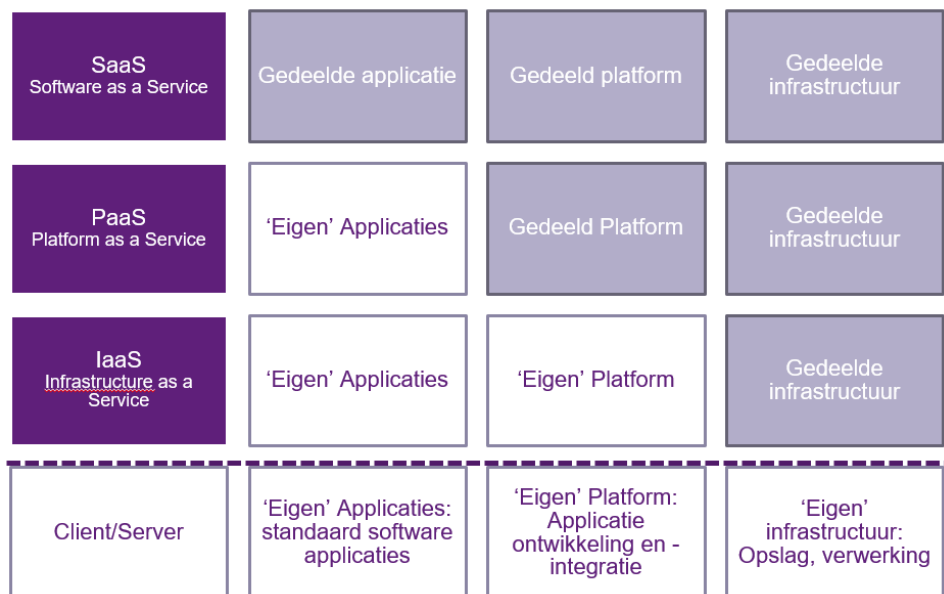 SaaS
Software as a Service
Gedeelde applicatie
Gedeeld platform
Gedeelde
infrastructuur
PaaS
Platform as a Service
‘Eigen’ Applicaties
Gedeeld Platform
Gedeelde
infrastructuur
IaaS
Infrastructure as a
Service
‘Eigen’ Applicaties
‘Eigen’ Platform
Gedeelde
infrastructuur
Client/Server
‘Eigen’ Applicaties:
standaard software
applicaties
‘Eigen’ Platform:
Applicatie
ontwikkeling en -
integratie
‘Eigen’
infrastructuur:
Opslag, verwerking